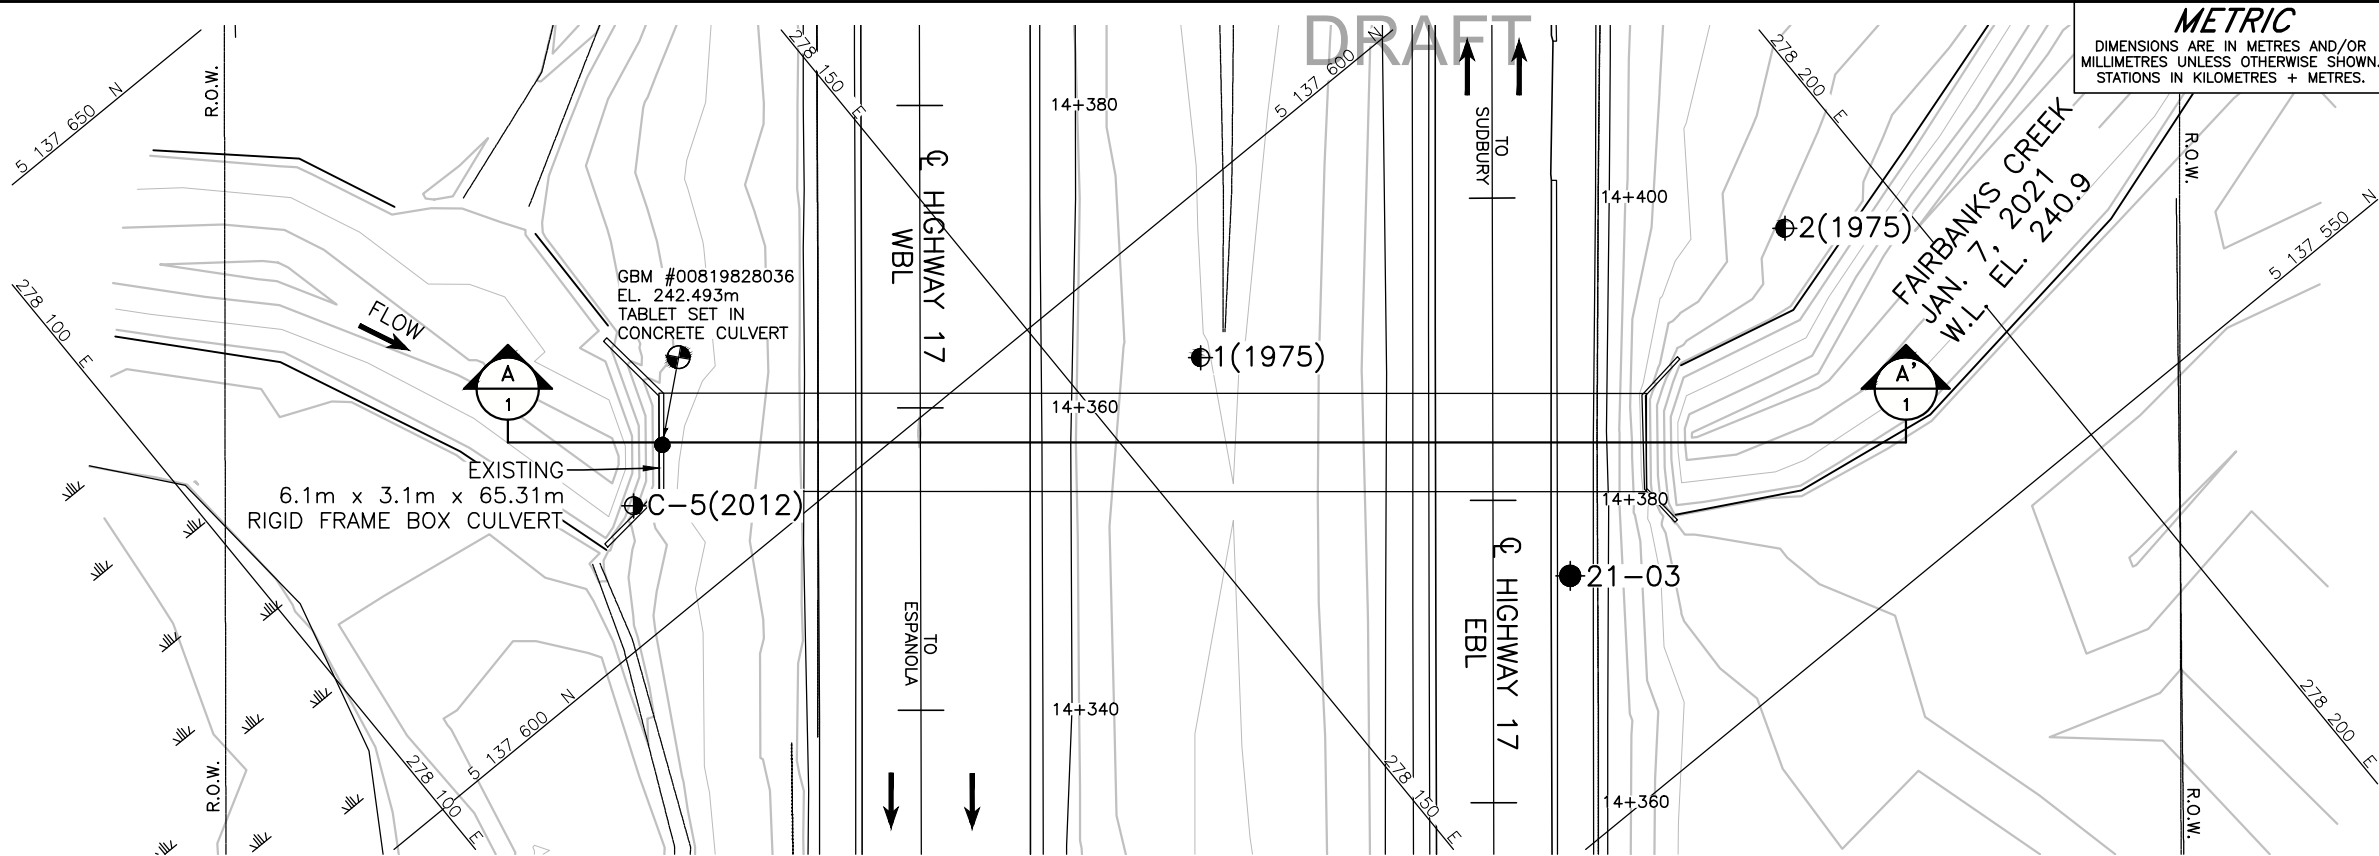 DRAFT
METRIC
DIMENSIONS ARE IN METRES AND/OR
MILLIMETRES UNLESS OTHERWISE SHOWN.
STATIONS IN KILOMETRES + METRES.
5 137 650 N
R.O.W.
278 150 E
14+380
5 137 600 N
TO
SUDBURY
278 200 E
14+400
R.O.W.
℄ HIGHWAY 17
WBL
2(1975)
FAIRBANKS CREEK
JAN. 7, 2021
W.L. EL. 240.9
5 137 550 N
278 100 E
FLOW
GBM #00819828036
EL. 242.493m
TABLET SET IN
CONCRETE CULVERT
1(1975)
A
1
A'
1
14+360
EXISTING
6.1m x 3.1m x 65.31m
RIGID FRAME BOX CULVERT
C-5(2012)
14+380
℄ HIGHWAY 17
EBL
21-03
TO
ESPANOLA
14+340
5 137 600 N
278 100 E
R.O.W.
278 150 E
14+360
278 200 E
R.O.W.